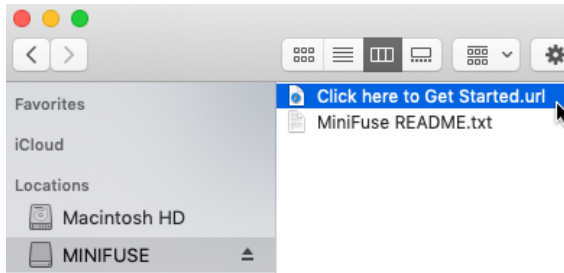 Click here to Get Started.url
Favorites
MiniFuse README.txt
iCloud
Locations
Macintosh HD
MINIFUSE